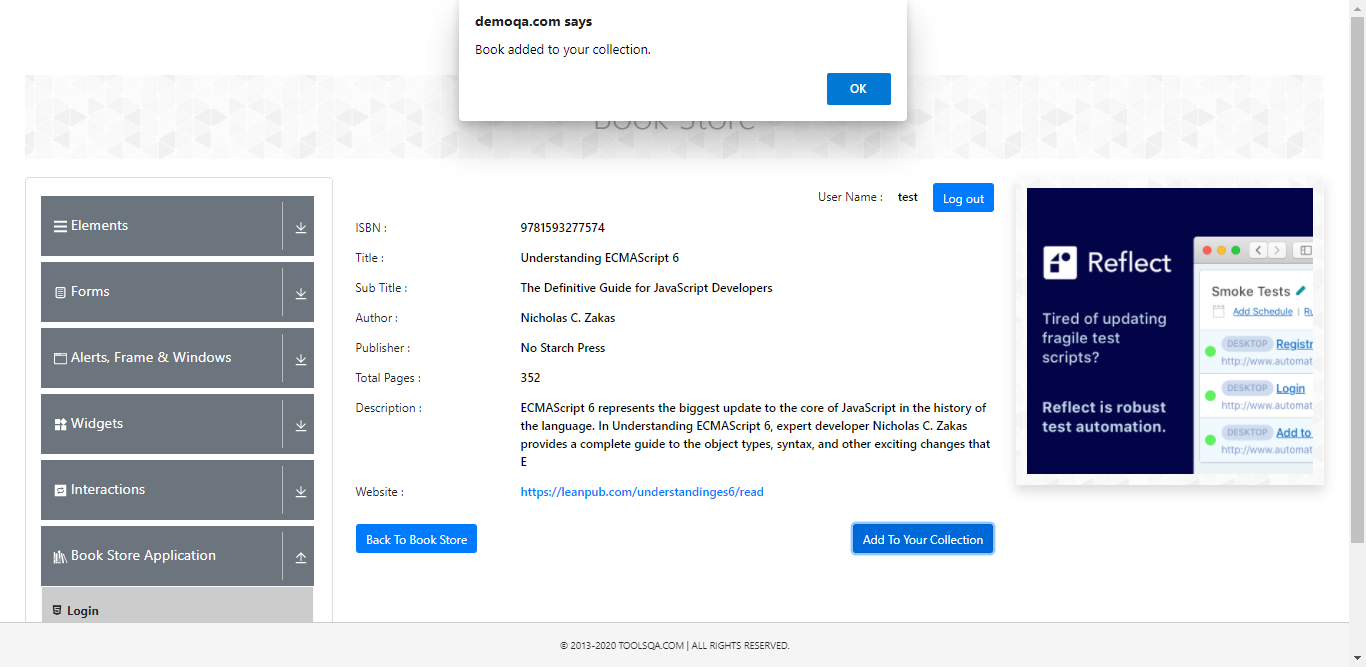 demoqa.com says
Book added to your collection.
OK
Book Store
Elements
Forms
Alerts, Frame & Windows
Widgets
Interactions
Book Store Application
Login
User Name : test
Log out
ISBN : 9781593277574
Title : Understanding ECMAScript 6
Sub Title : The Definitive Guide for JavaScript Developers
Author : Nicholas C. Zakas
Publisher : No Starch Press
Total Pages : 352
Description : ECMAScript 6 represents the biggest update to the core of JavaScript in the history of
the language. In Understanding ECMAScript 6, expert developer Nicholas C. Zakas
provides a complete guide to the object types, syntax, and other exciting changes that
E
Website : https://leanpub.com/understandinges6/read
Back To Book Store
Add To Your Collection
Reflect
Tired of updating
fragile test
scripts?
Reflect is robust
test automation.
Smoke Tests
Add Schedule | Ru
DESKTOP Registr
http://www.automat
DESKTOP Login
http://www.automat
DESKTOP Add to
http://www.automat
© 2013-2020 TOOLSQA.COM | ALL RIGHTS RESERVED.